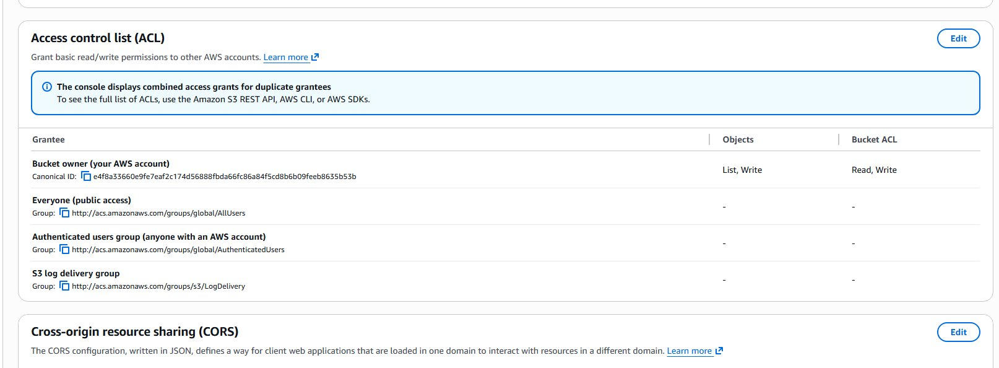 Access control list (ACL)
Edit
Grant basic read/write permissions to other AWS accounts. Learn more
The console displays combined access grants for duplicate grantees
To see the full list of ACLs, use the Amazon S3 REST API, AWS CLI, or AWS SDKs.
Grantee Objects Bucket ACL
Bucket owner (your AWS account)
Canonical ID: e4f8a33660e9fe7eaf2c174d56888fbda66fc86a84f5cd8b6b09feeb8635b53b
List, Write Read, Write
Everyone (public access)
Group: http://acs.amazonaws.com/groups/global/AllUsers
- -
Authenticated users group (anyone with an AWS account)
Group: http://acs.amazonaws.com/groups/global/AuthenticatedUsers
- -
S3 log delivery group
Group: http://acs.amazonaws.com/groups/s3/LogDelivery
- -
Cross-origin resource sharing (CORS)
Edit
The CORS configuration, written in JSON, defines a way for client web applications that are loaded in one domain to interact with resources in a different domain. Learn more